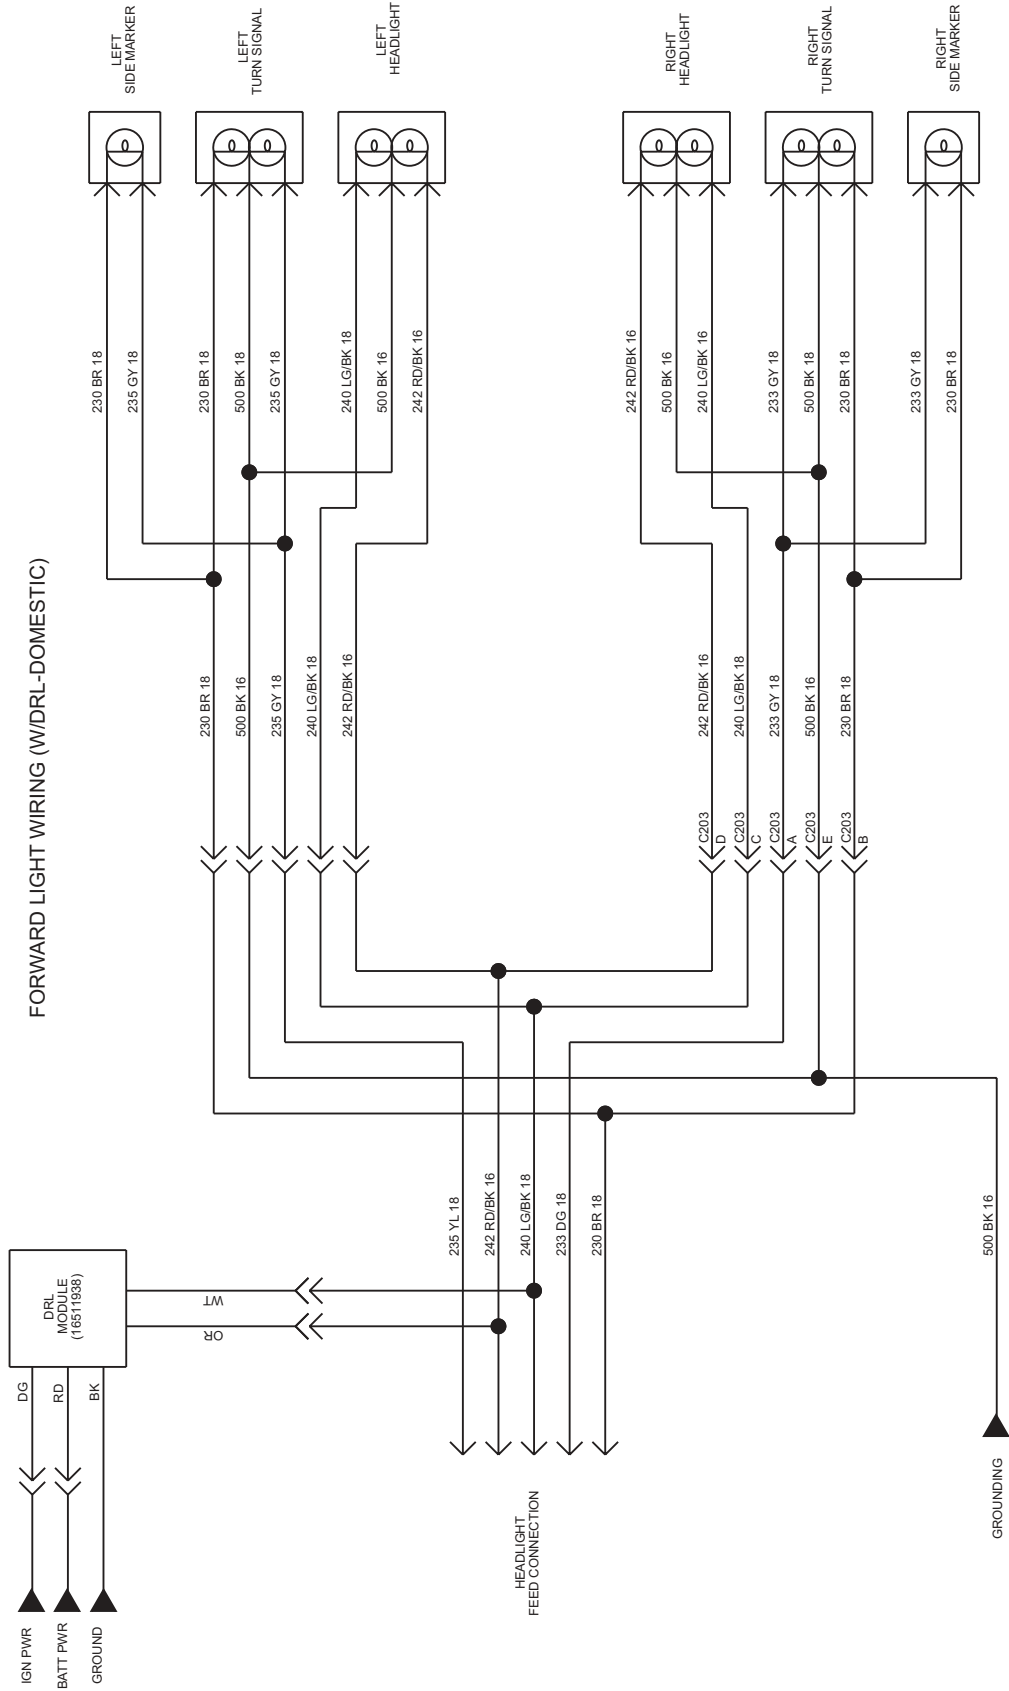 FORWARD LIGHT WIRING (W/DRL-DOMESTIC)
LEFT
SIDE MARKER
LEFT
TURN SIGNAL
LEFT
HEADLIGHT
RIGHT
HEADLIGHT
RIGHT
TURN SIGNAL
RIGHT
SIDE MARKER
230 BR 18
235 GY 18
230 BR 18
500 BK 18
235 GY 18
240 LG/BK 18
500 BK 16
242 RD/BK 16
242 RD/BK 16
500 BK 16
240 LG/BK 16
233 GY 18
500 BK 18
230 BR 18
233 GY 18
230 BR 18
230 BR 18
500 BK 16
235 GY 18
240 LG/BK 18
242 RD/BK 16
242 RD/BK 16
240 LG/BK 18
233 GY 18
500 BK 16
230 BR 18
C203
D
C203
C
C203
A
C203
E
C203
B
235 YL 18
242 RD/BK 16
240 LG/BK 18
233 DG 18
230 BR 18
500 BK 16
DRL
MODULE
(16511938)
WT
OR
DG
RD
BK
IGN PWR
BATT PWR
GROUND
HEADLIGHT
FEED CONNECTION
GROUNDING